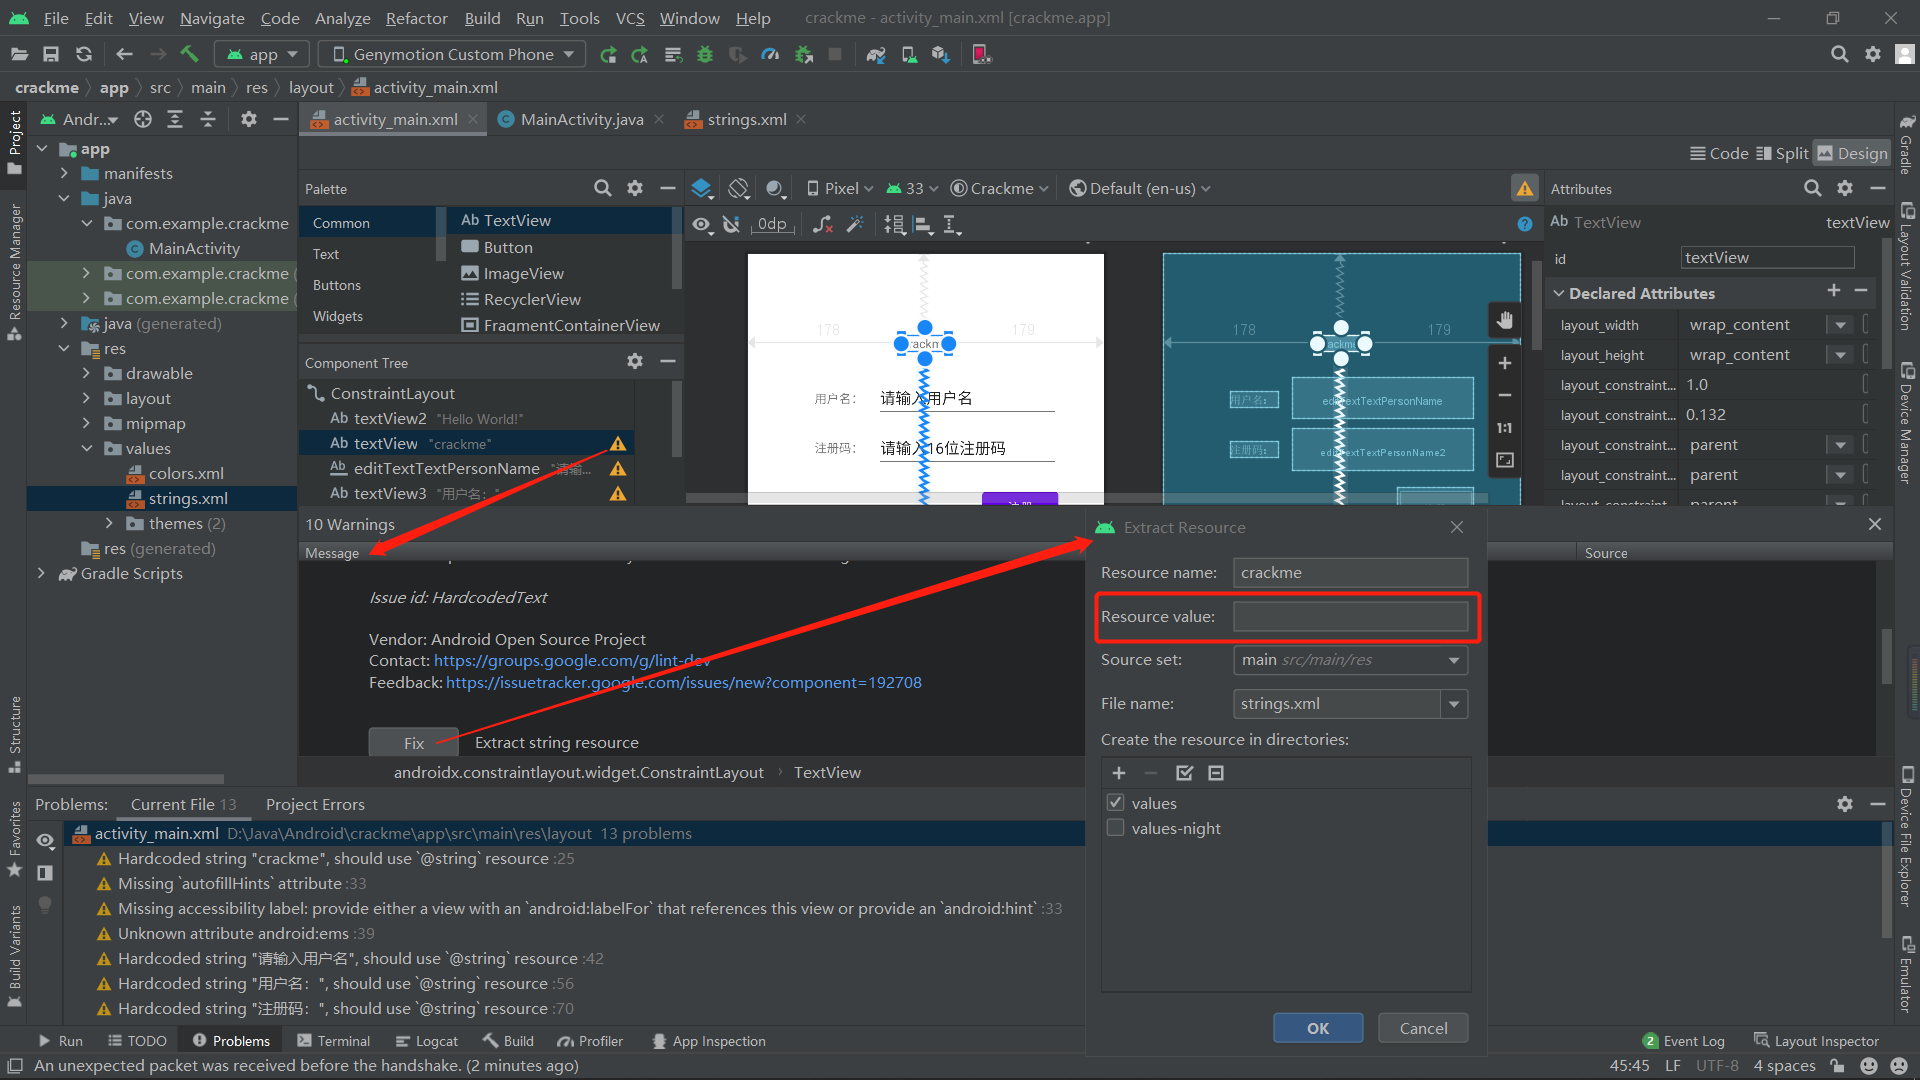 File Edit View Navigate Code Analyze Refactor Build Run Tools VCS Window Help crackme - activity_main.xml [crackme.app]
app Genymotion Custom Phone
crackme app src main res layout activity_main.xml
Project
Resource Manager
Structure
Favorites
Build Variants
Andr...
app
manifests
java
com.example.crackme
MainActivity
com.example.crackme (
com.example.crackme (
java (generated)
res
drawable
layout
mipmap
values
colors.xml
strings.xml
themes (2)
res (generated)
Gradle Scripts
activity_main.xml MainActivity.java strings.xml
Code Split Design
Palette
Common
Text
Buttons
Widgets
Ab TextView
Button
ImageView
RecyclerView
FragmentContainerView
Component Tree
ConstraintLayout
Ab textView2 "Hello World!"
Ab textView "crackme"
Ab editTextTextPersonName "请输...
Ab textView3 "用户名："
Pixel 33 Crackme Default (en-us)
0dp
178 179
用户名： 请输入用户名
注册码： 请输入16位注册码
178 179
用户名： editTextTextPersonName
注册码： editTextTextPersonName2
1:1
Attributes
Ab TextView textView
id textView
Declared Attributes
layout_width wrap_content
layout_height wrap_content
layout_constraint... 1.0
layout_constraint... 0.132
layout_constraint... parent
layout_constraint... parent
layout_constraint... parent
Gradle
Layout Validation
Device Manager
Device File Explorer
Emulator
10 Warnings
Message Source
Issue id: HardcodedText
Vendor: Android Open Source Project
Contact: https://groups.google.com/g/lint-dev
Feedback: https://issuetracker.google.com/issues/new?component=192708
Fix Extract string resource
androidx.constraintlayout.widget.ConstraintLayout TextView
Extract Resource
Resource name: crackme
Resource value:
Source set: main src/main/res
File name: strings.xml
Create the resource in directories:
values
values-night
OK Cancel
Problems: Current File 13 Project Errors
activity_main.xml D:\Java\Android\crackme\app\src\main\res\layout 13 problems
Hardcoded string "crackme", should use `@string` resource :25
Missing `autofillHints` attribute :33
Missing accessibility label: provide either a view with an `android:labelFor` that references this view or provide an `android:hint` :33
Unknown attribute android:ems :39
Hardcoded string "请输入用户名", should use `@string` resource :42
Hardcoded string "用户名：", should use `@string` resource :56
Hardcoded string "注册码：", should use `@string` resource :70
Run TODO Problems Terminal Logcat Build Profiler App Inspection 2 Event Log Layout Inspector
An unexpected packet was received before the handshake. (2 minutes ago) 45:45 LF UTF-8 4 spaces